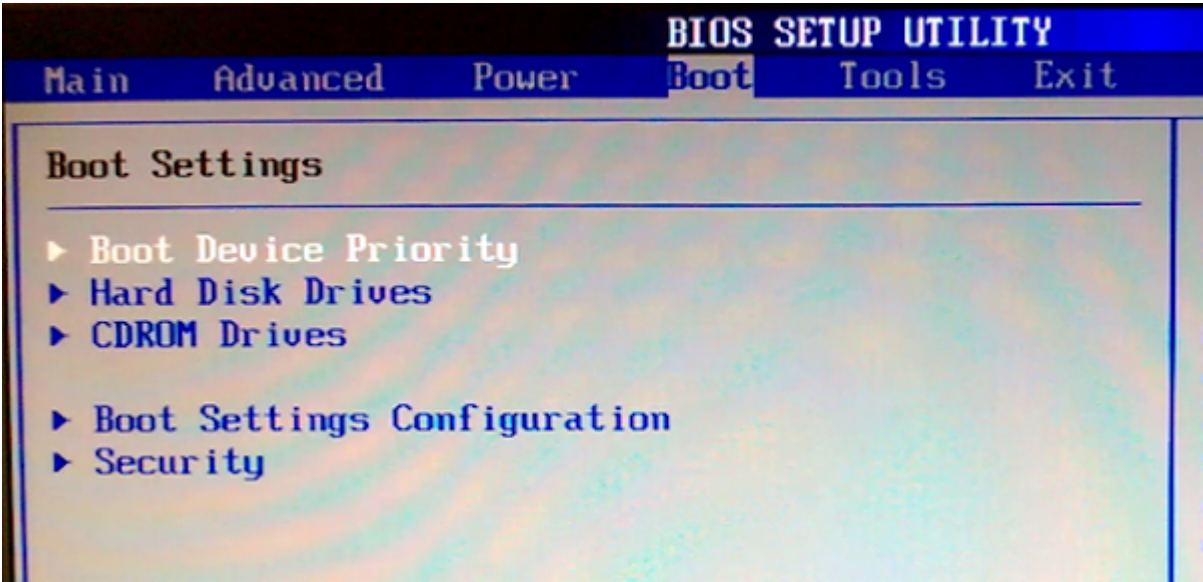 BIOS SETUP UTILITY
Main Advanced Power Boot Tools Exit
Boot Settings
Boot Device Priority
Hard Disk Drives
CDROM Drives
Boot Settings Configuration
Security